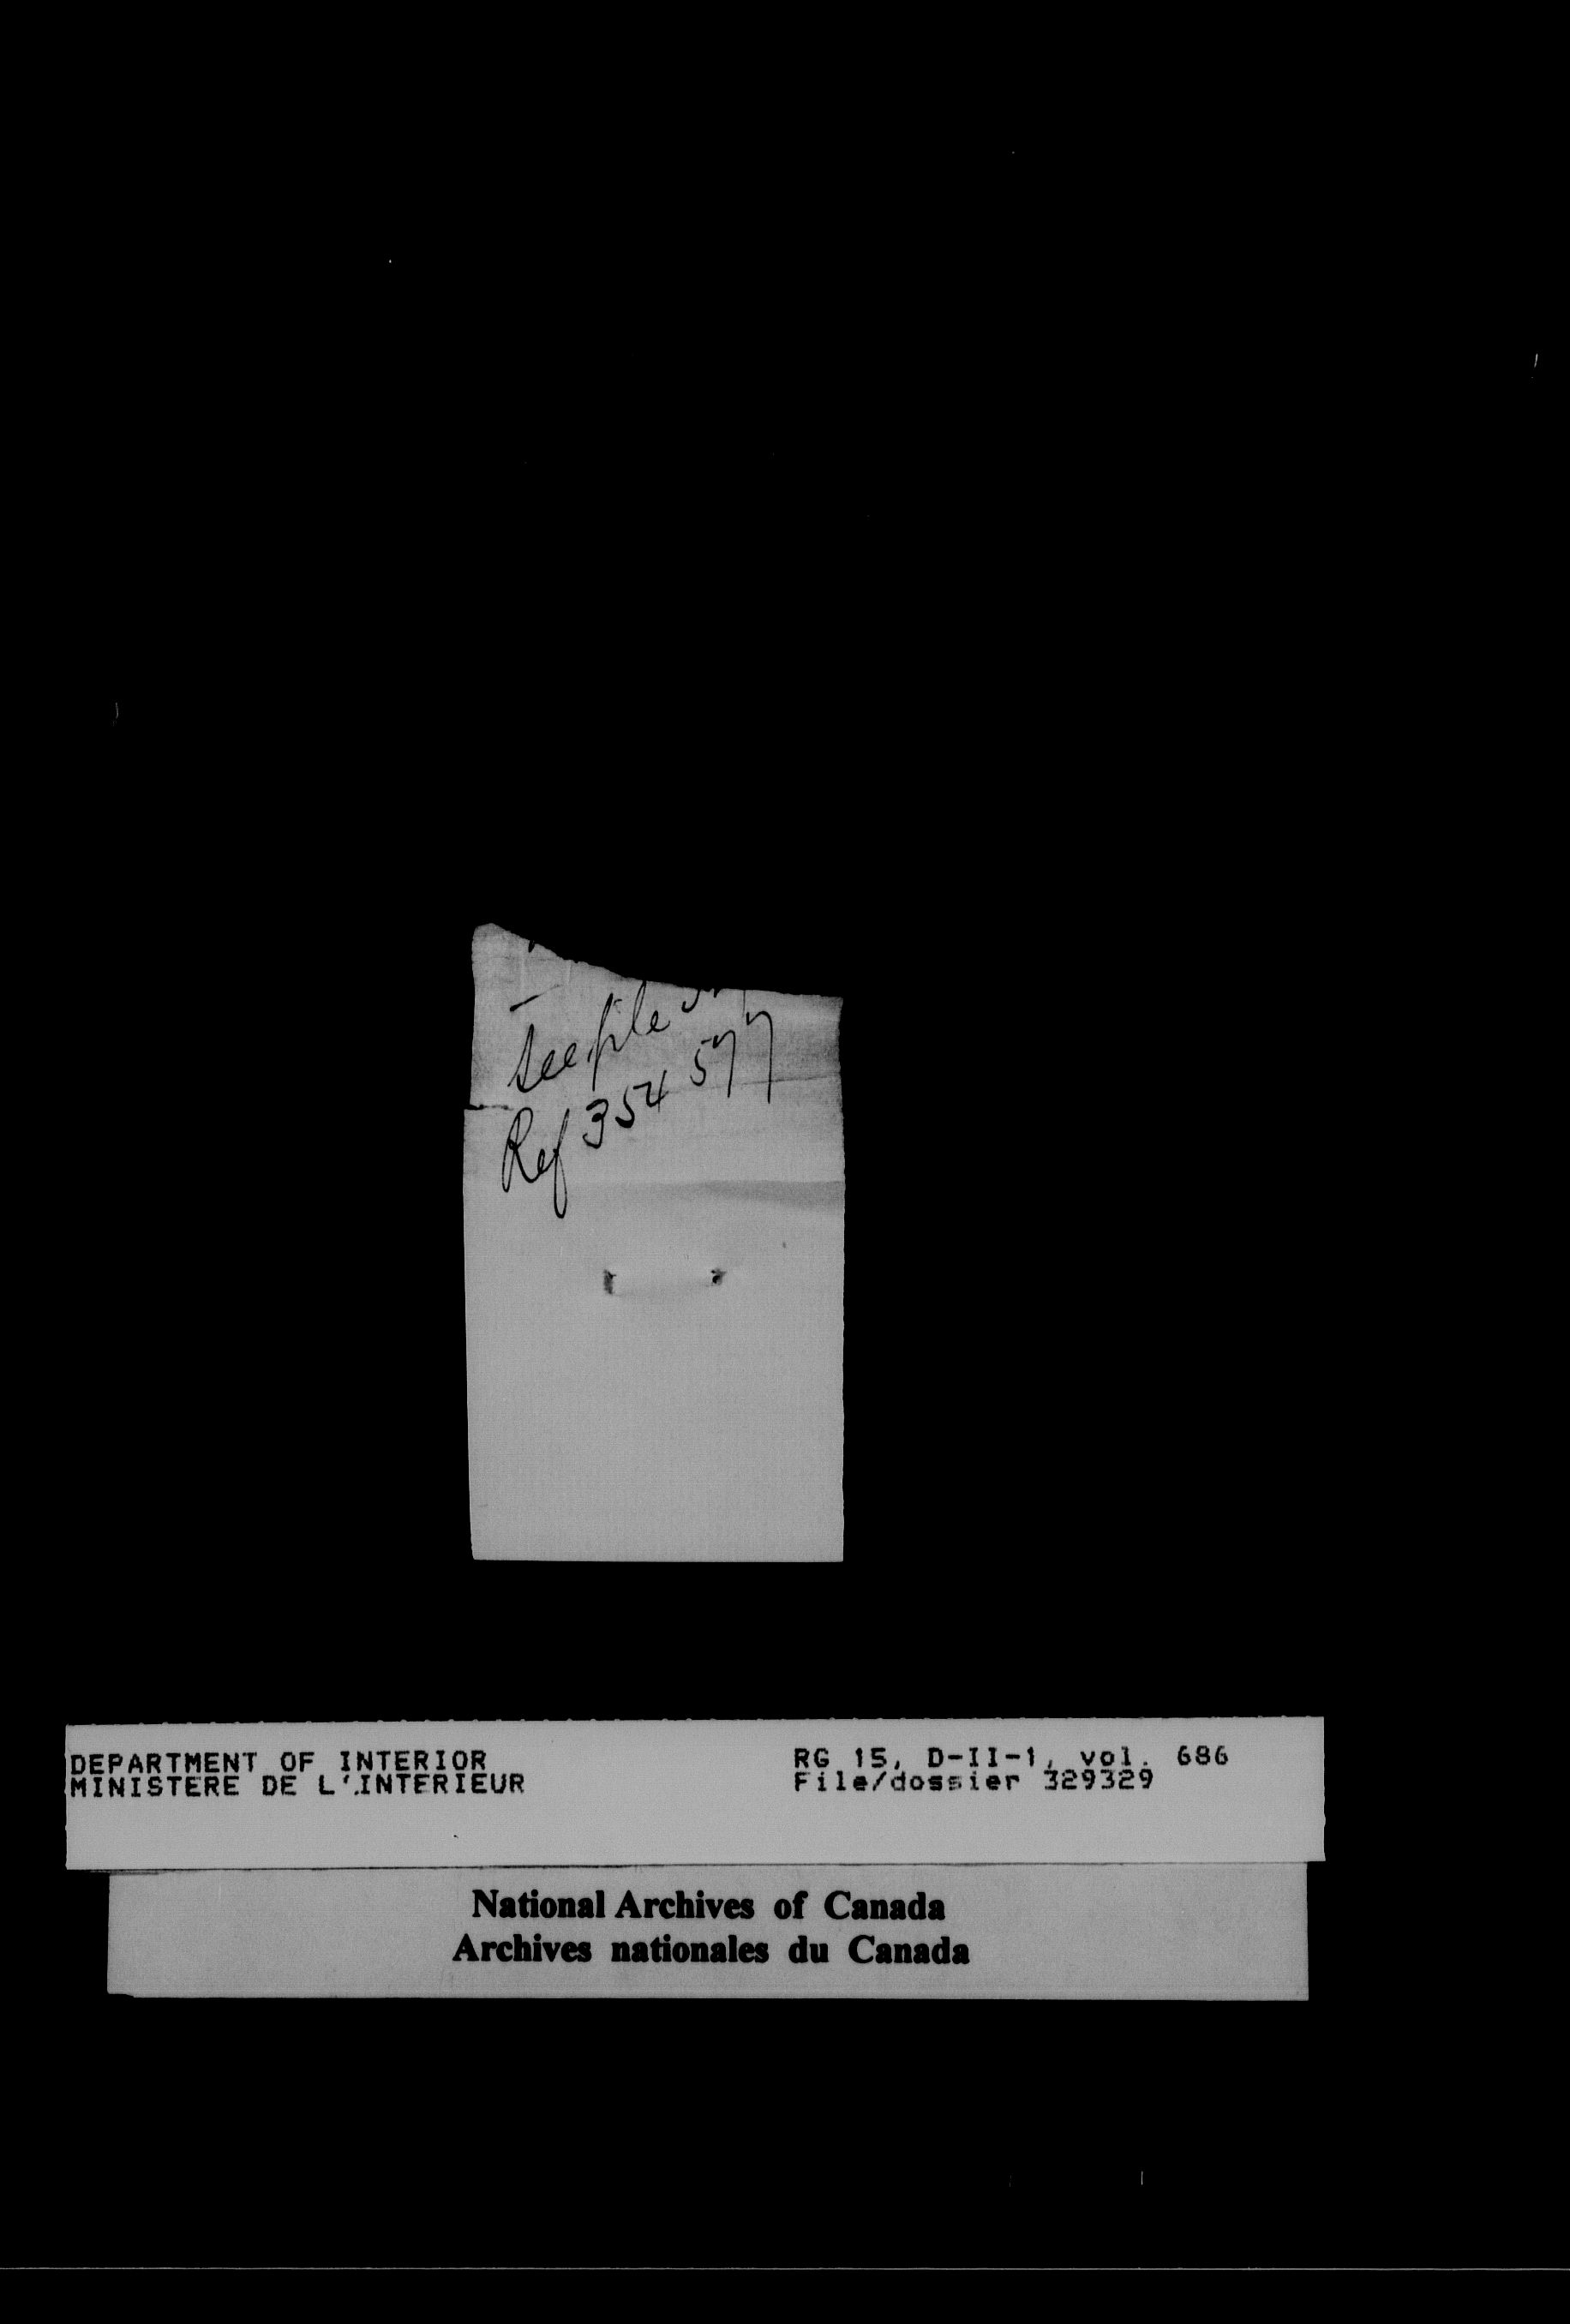 See file
Ref 354577
DEPARTMENT OF INTERIOR
MINISTERE DE L'INTERIEUR
RG 15, D-II-1, vol. 686
File/dossier 329329
National Archives of Canada
Archives nationales du Canada